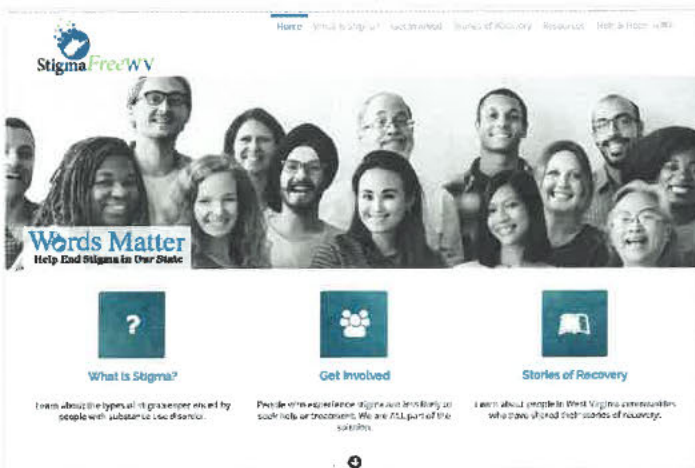 Home What is Stigma? Get Involved Stories of Recovery Resources Help & Hope
StigmaFreeWV
Words Matter
Help End Stigma in Our State
?
What Is Stigma?
Get Involved
Stories of Recovery
Learn about the types of stigma experienced by
people with substance use disorder.
People who experience stigma are less likely to
seek help or treatment. We are ALL part of the
solution.
Learn about people in West Virginia communities
who have shared their stories of recovery.